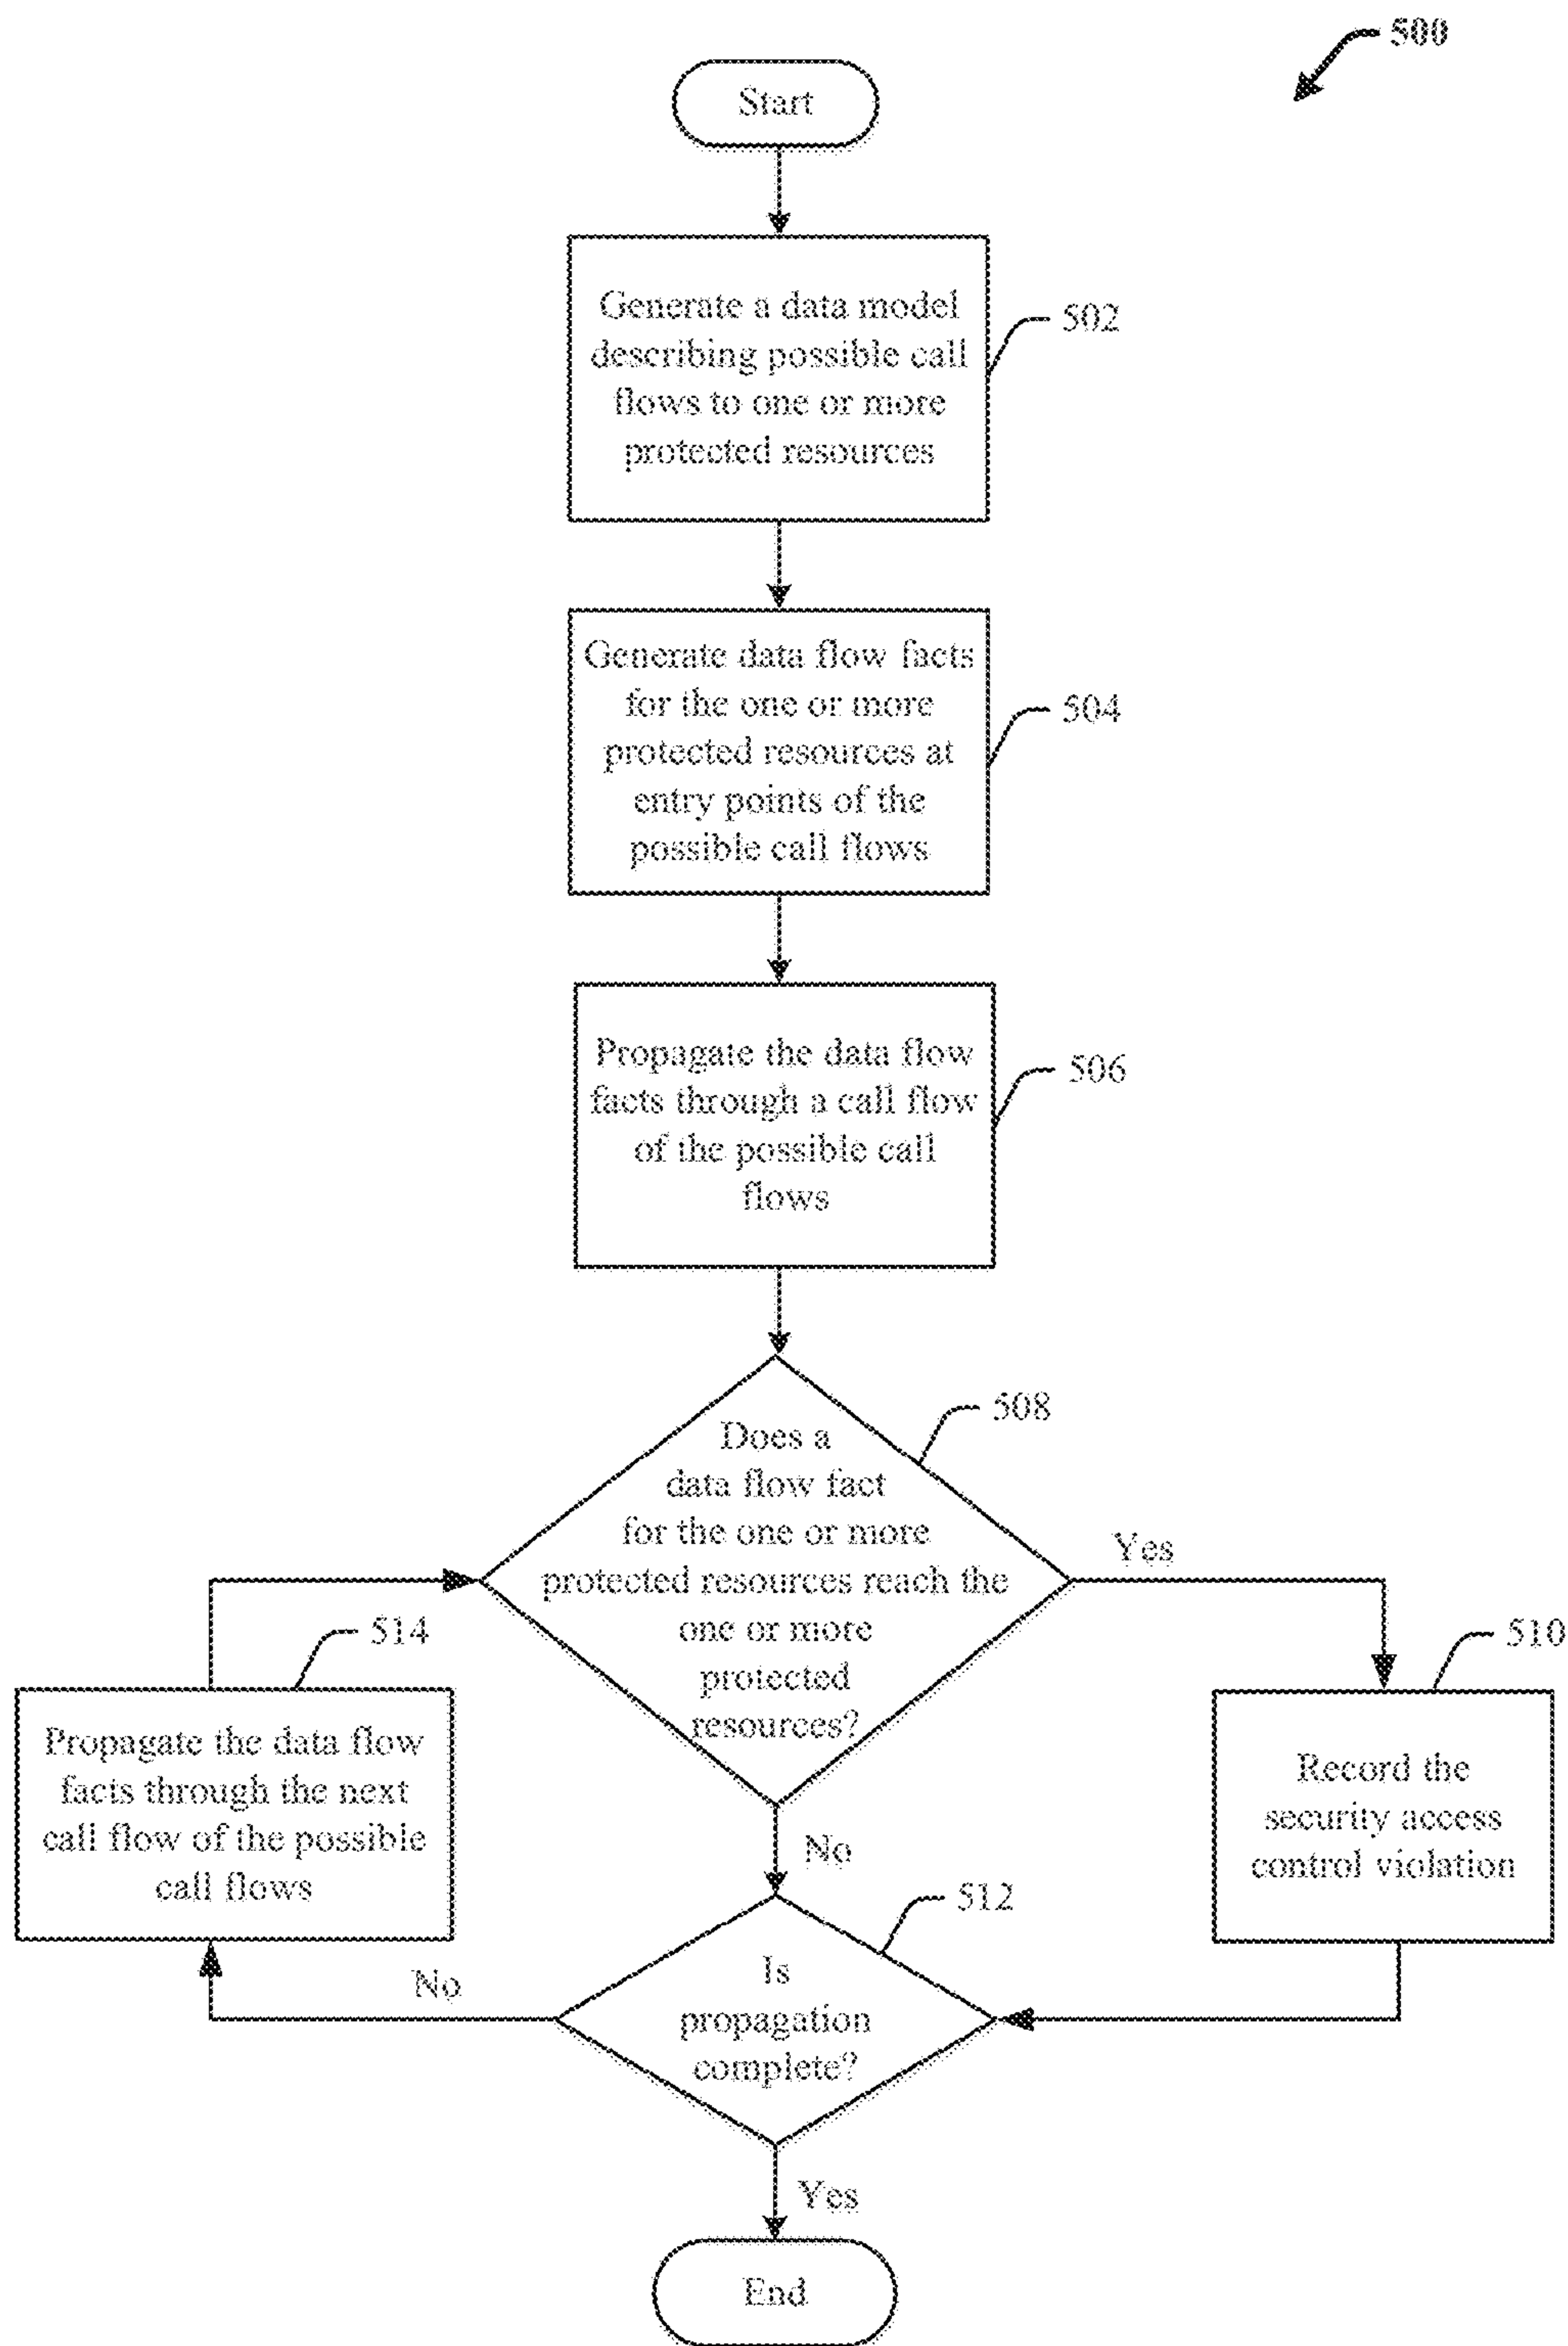 500
Start
Generate a data model
describing possible call
flows to one or more
protected resources
502
Generate data flow facts
for the one or more
protected resources at
entry points of the
possible call flows
504
Propagate the data flow
facts through a call flow
of the possible call
flows
506
Does a
data flow fact
for the one or more
protected resources reach the
one or more
protected
resources?
508
Yes
510
Record the
security access
control violation
514
Propagate the data flow
facts through the next
call flow of the possible
call flows
No
512
Is
propagation
complete?
No
Yes
End